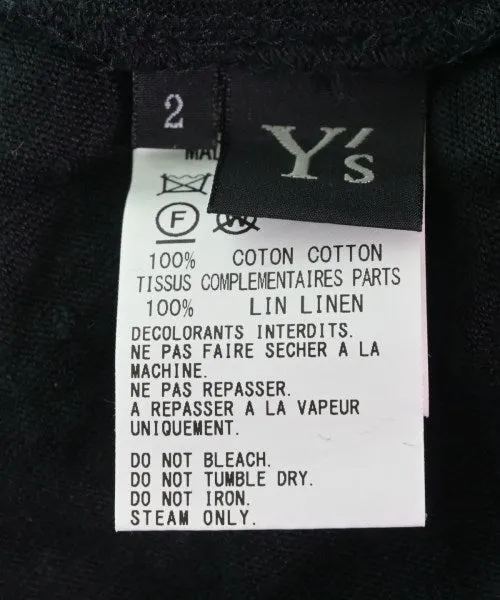 2
Y's
F
W
100% COTON COTTON
TISSUS COMPLEMENTAIRES PARTS
100% LIN LINEN
DECOLORANTS INTERDITS.
NE PAS FAIRE SECHER A LA
MACHINE.
NE PAS REPASSER.
A REPASSER A LA VAPEUR
UNIQUEMENT.
DO NOT BLEACH.
DO NOT TUMBLE DRY.
DO NOT IRON.
STEAM ONLY.